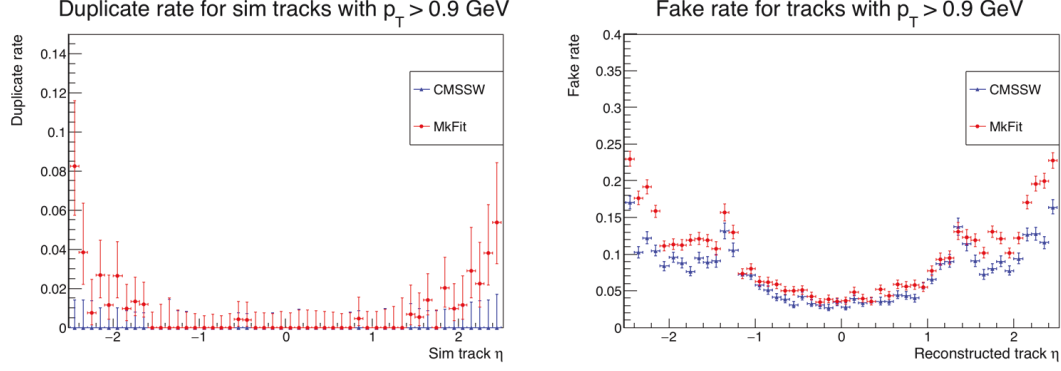 Duplicate rate for sim tracks with p_T > 0.9 GeV
Duplicate rate
0.14
0.12
0.1
0.08
0.06
0.04
0.02
0
CMSSW
MkFit
−2 −1 0 1 2
Sim track η
Fake rate for tracks with p_T > 0.9 GeV
Fake rate
0.4
0.35
0.3
0.25
0.2
0.15
0.1
0.05
0
CMSSW
MkFit
−2 −1 0 1 2
Reconstructed track η